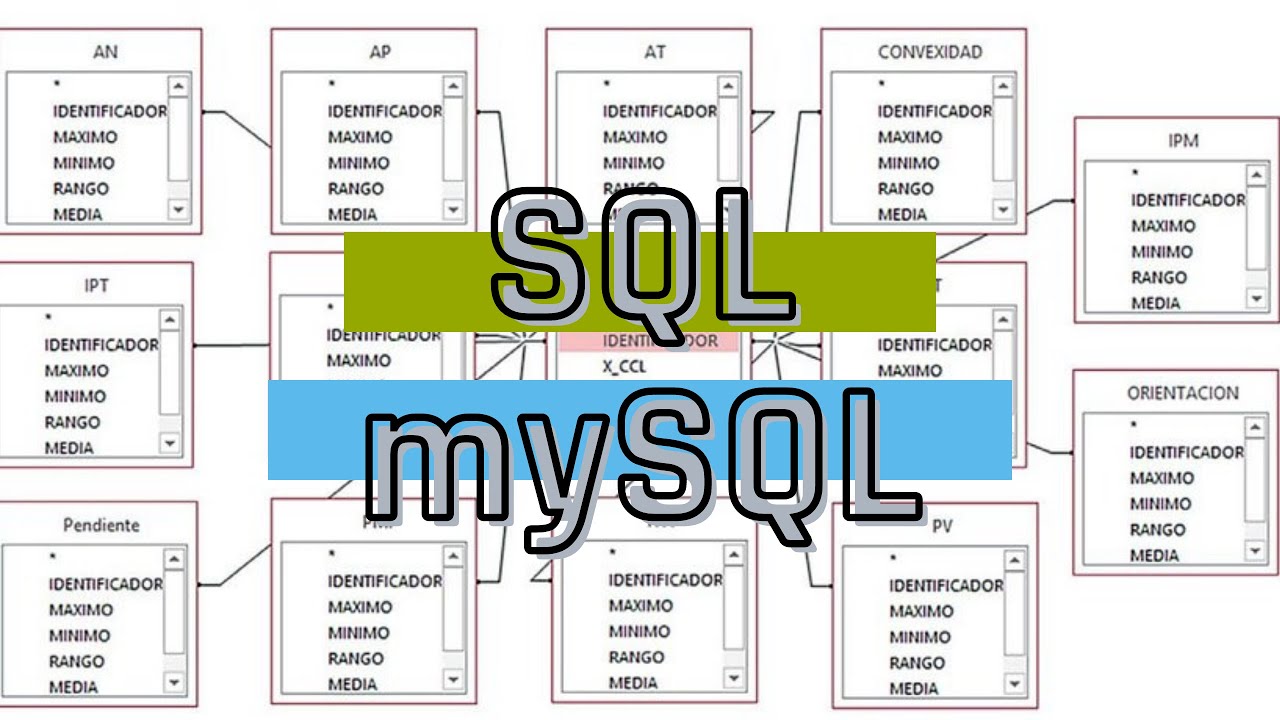 AN
*
IDENTIFICADOR
MAXIMO
MINIMO
RANGO
MEDIA
AP
*
IDENTIFICADOR
MAXIMO
MINIMO
RANGO
MEDIA
AT
*
IDENTIFICADOR
MAXIMO
MINIMO
RANGO
CONVEXIDAD
*
IDENTIFICADOR
MAXIMO
MINIMO
RANGO
MEDIA
IPM
*
IDENTIFICADOR
MAXIMO
MINIMO
RANGO
MEDIA
SQL
mySQL
IPT
*
IDENTIFICADOR
MAXIMO
MINIMO
RANGO
MEDIA
*
IDENTIFICADOR
MAXIMO
IDENTIFICADOR
X_CCL
IDENTIFICADOR
MAXIMO
ORIENTACION
*
IDENTIFICADOR
MAXIMO
MINIMO
RANGO
MEDIA
Pendiente
*
IDENTIFICADOR
MAXIMO
MINIMO
RANGO
MEDIA
*
IDENTIFICADOR
MAXIMO
MINIMO
RANGO
MEDIA
*
IDENTIFICADOR
MAXIMO
MINIMO
RANGO
MEDIA
PV
*
IDENTIFICADOR
MAXIMO
MINIMO
RANGO
MEDIA